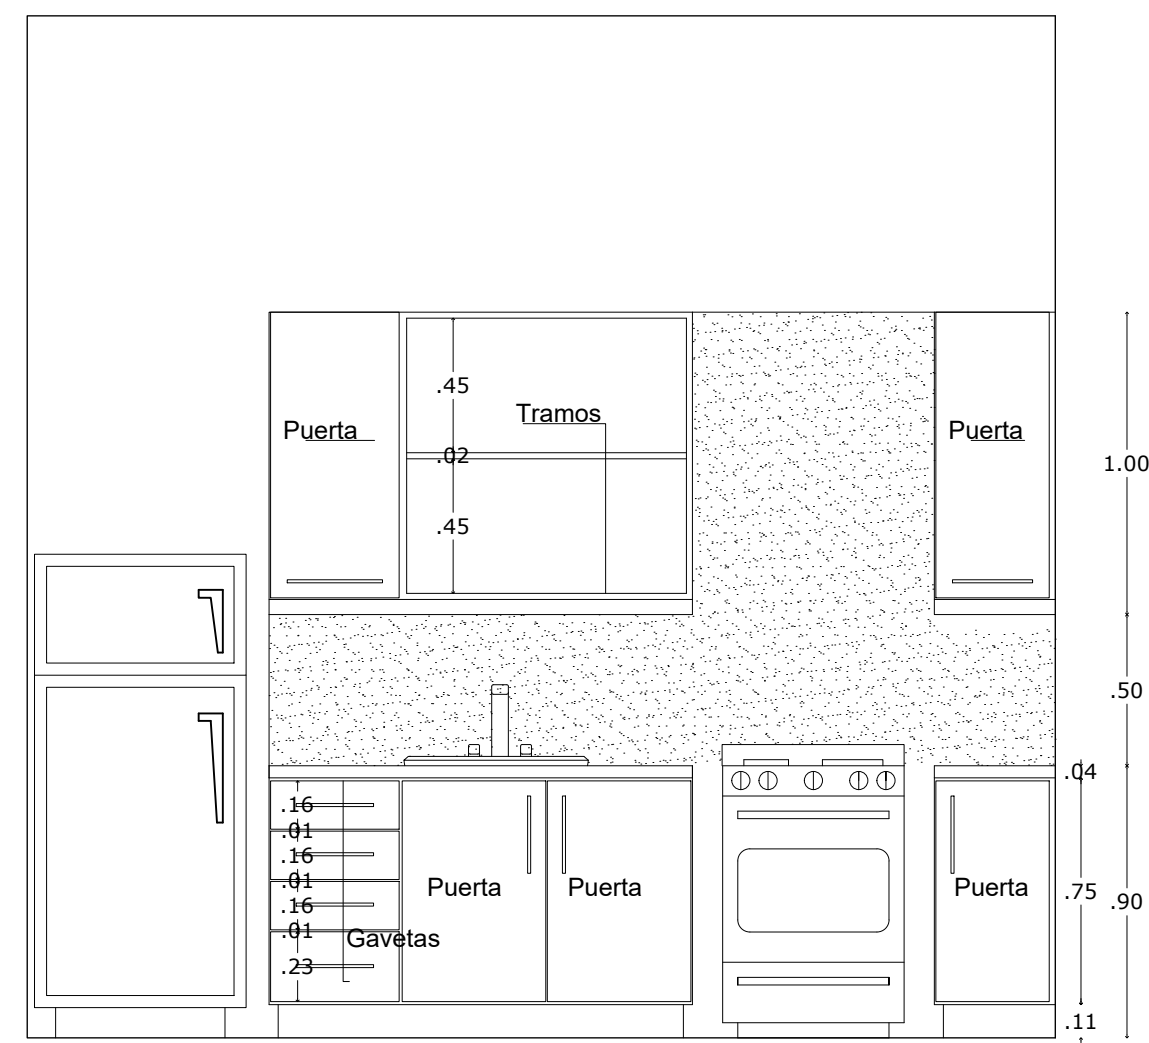 .45
Tramos
Puerta
Puerta
.02
1.00
.45
.50
.04
.16
.01
.16
.01
.16
.01
.23
Gavetas
Puerta
Puerta
Puerta
.75
.90
.11